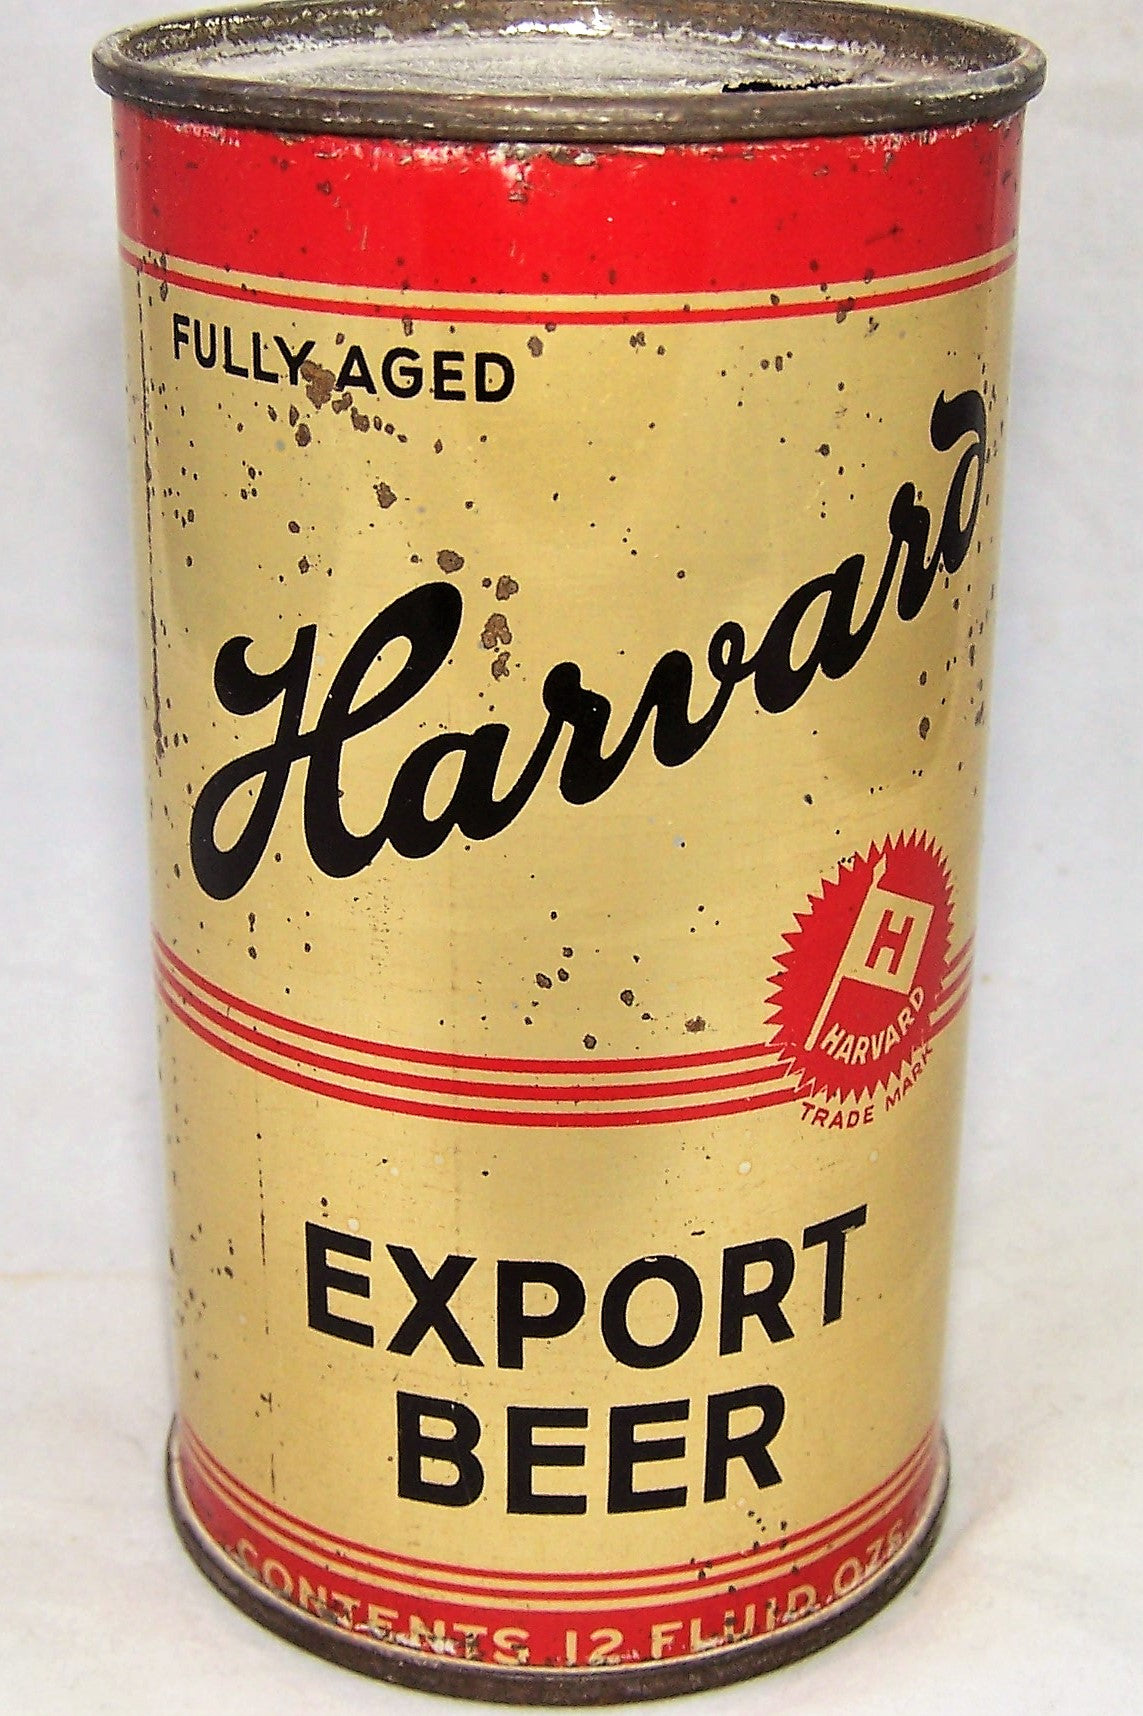 FULLY AGED
Harvard
H
HARVARD
TRADE MARK
EXPORT
BEER
CONTENTS 12 FLUID OZS.